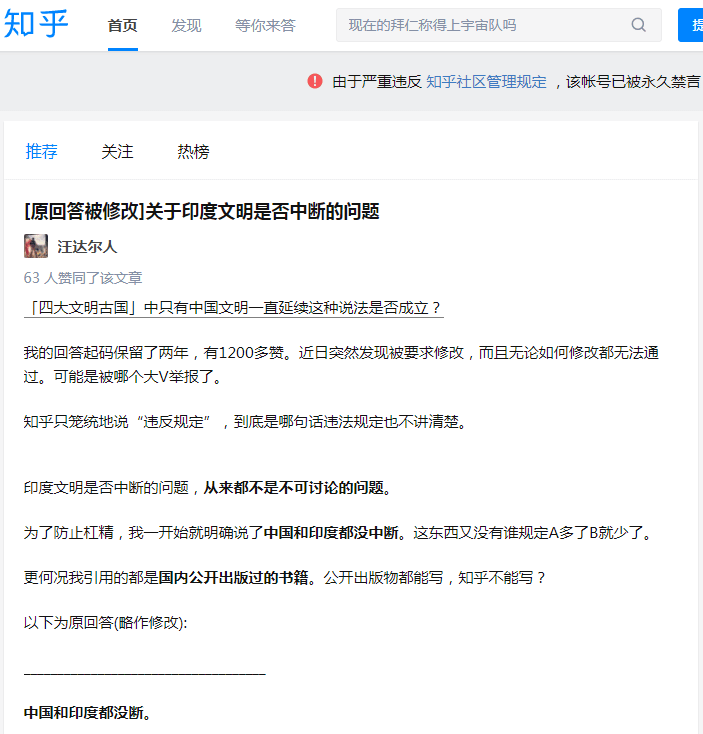 知乎
首页 发现 等你来答 现在的拜仁称得上宇宙队吗 提
由于严重违反 知乎社区管理规定 ，该帐号已被永久禁言
推荐 关注 热榜
[原回答被修改]关于印度文明是否中断的问题
汪达尔人
63 人赞同了该文章
「四大文明古国」中只有中国文明一直延续这种说法是否成立？
我的回答起码保留了两年，有1200多赞。近日突然发现被要求修改，而且无论如何修改都无法通
过。可能是被哪个大V举报了。
知乎只笼统地说“违反规定”，到底是哪句话违法规定也不讲清楚。
印度文明是否中断的问题，从来都不是不可讨论的问题。
为了防止杠精，我一开始就明确说了中国和印度都没中断。这东西又没有谁规定A多了B就少了。
更何况我引用的都是国内公开出版过的书籍。公开出版物都能写，知乎不能写？
以下为原回答(略作修改):
___________________________________
中国和印度都没断。